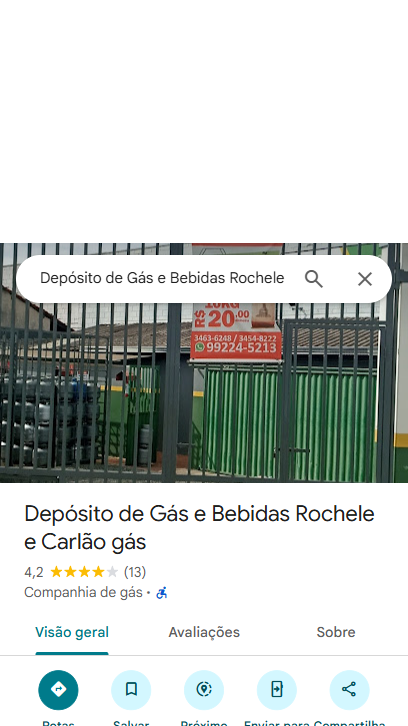 Depósito de Gás e Bebidas Rochele
10KG
R$ 20,00
3463-6248 / 3454-8222
99224-5213
Depósito de Gás e Bebidas Rochele
e Carlão gás
4,2 (13)
Companhia de gás ·
Visão geral Avaliações Sobre
Rotas Salvar Próximo Enviar para Compartilha